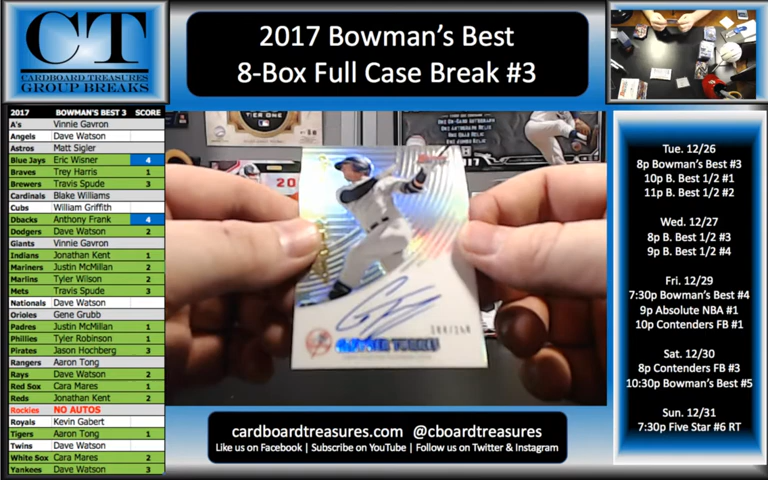 CT
CARDBOARD TREASURES
GROUP BREAKS
2017 Bowman's Best
8-Box Full Case Break #3
2017 BOWMAN'S BEST 3 SCORE
A's Vinnie Gavron
Angels Dave Watson
Astros Matt Sigler
Blue Jays Eric Wisner 4
Braves Trey Harris 1
Brewers Travis Spude 3
Cardinals Blake Williams
Cubs William Griffith
Dbacks Anthony Frank 4
Dodgers Dave Watson 2
Giants Vinnie Gavron
Indians Jonathan Kent 1
Mariners Justin McMillan 2
Marlins Tyler Wilson 2
Mets Travis Spude 3
Nationals Dave Watson
Orioles Gene Grubb
Padres Justin McMillan 1
Phillies Tyler Robinson 1
Pirates Jason Hochberg 3
Rangers Aaron Tong
Rays Dave Watson 2
Red Sox Cara Mares 1
Reds Jonathan Kent 2
Rockies NO AUTOS
Royals Kevin Gabert
Tigers Aaron Tong 1
Twins Dave Watson
White Sox Cara Mares 2
Yankees Dave Watson 3
TIER ONE
20
GLEYBER TORRES
Tue. 12/26
8p Bowman's Best #3
10p B. Best 1/2 #1
11p B. Best 1/2 #2
Wed. 12/27
8p B. Best 1/2 #3
9p B. Best 1/2 #4
Fri. 12/29
7:30p Bowman's Best #4
9p Absolute NBA #1
10p Contenders FB #1
Sat. 12/30
8p Contenders FB #3
10:30p Bowman's Best #5
Sun. 12/31
7:30p Five Star #6 RT
cardboardtreasures.com @cboardtreasures
Like us on Facebook | Subscribe on YouTube | Follow us on Twitter & Instagram